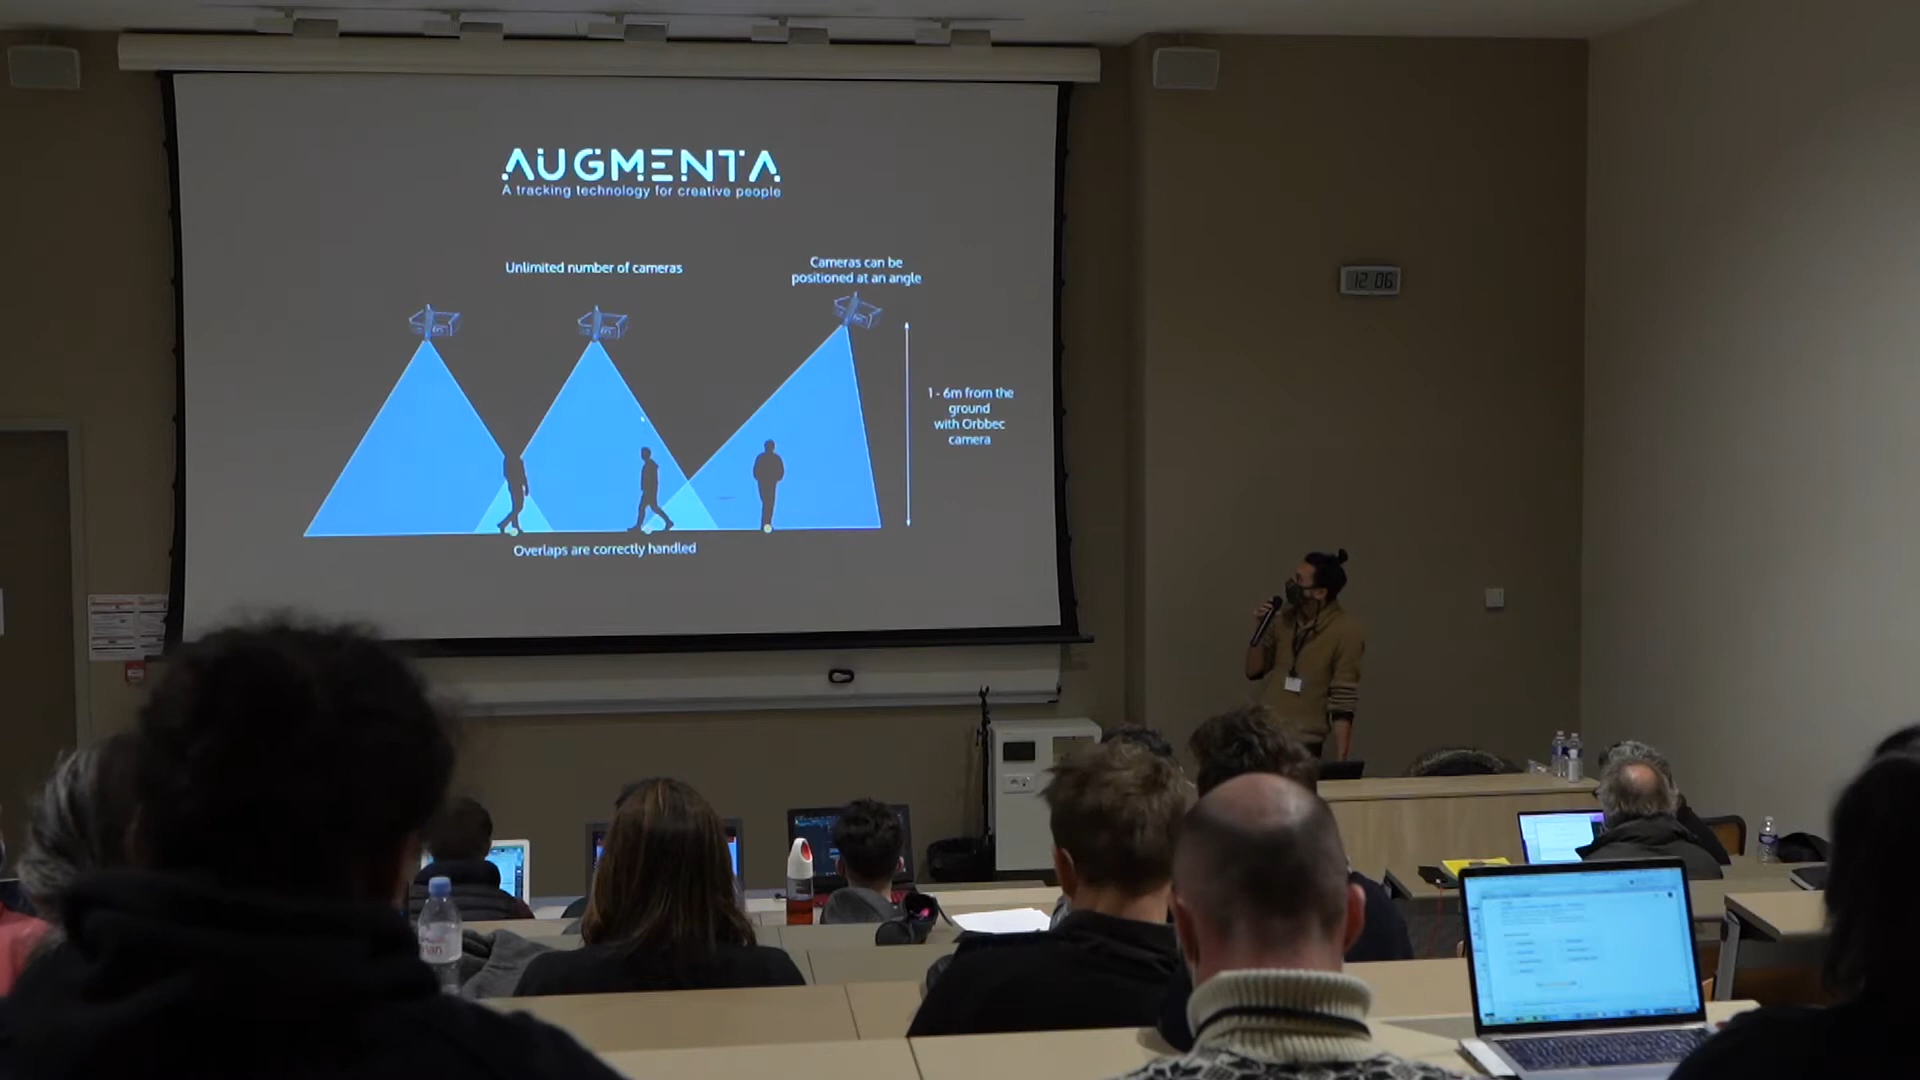 AUGMENTA
A tracking technology for creative people
Unlimited number of cameras
Cameras can be
positioned at an angle
1 - 6m from the
ground
with Orbbec
camera
Overlaps are correctly handled
12 06